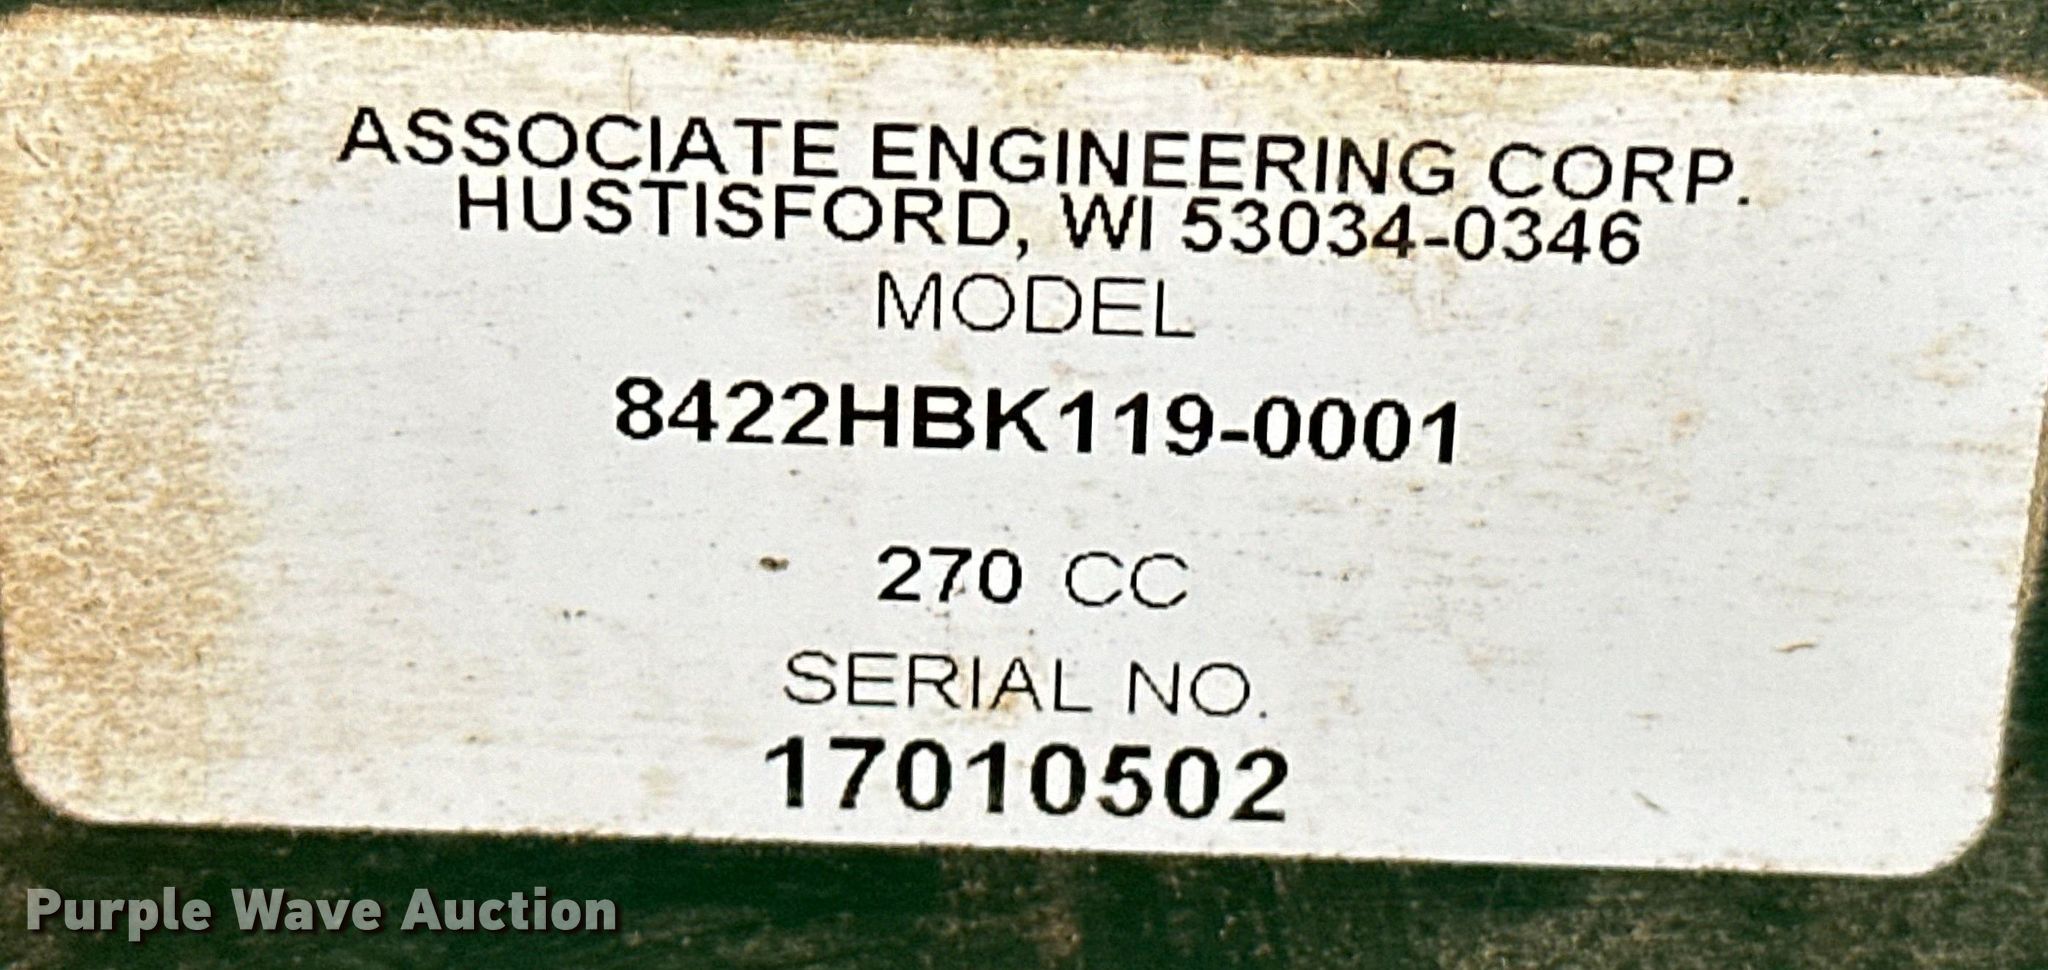 ASSOCIATE ENGINEERING CORP.
HUSTISFORD, WI 53034-0346
MODEL
8422HBK119-0001
270 CC
SERIAL NO.
17010502
Purple Wave Auction